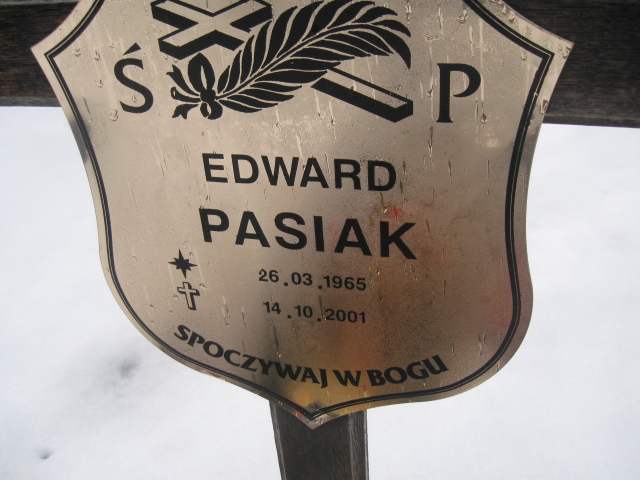 Ś P
EDWARD
PASIAK
26.03.1965
14.10.2001
SPOCZYWAJ W BOGU